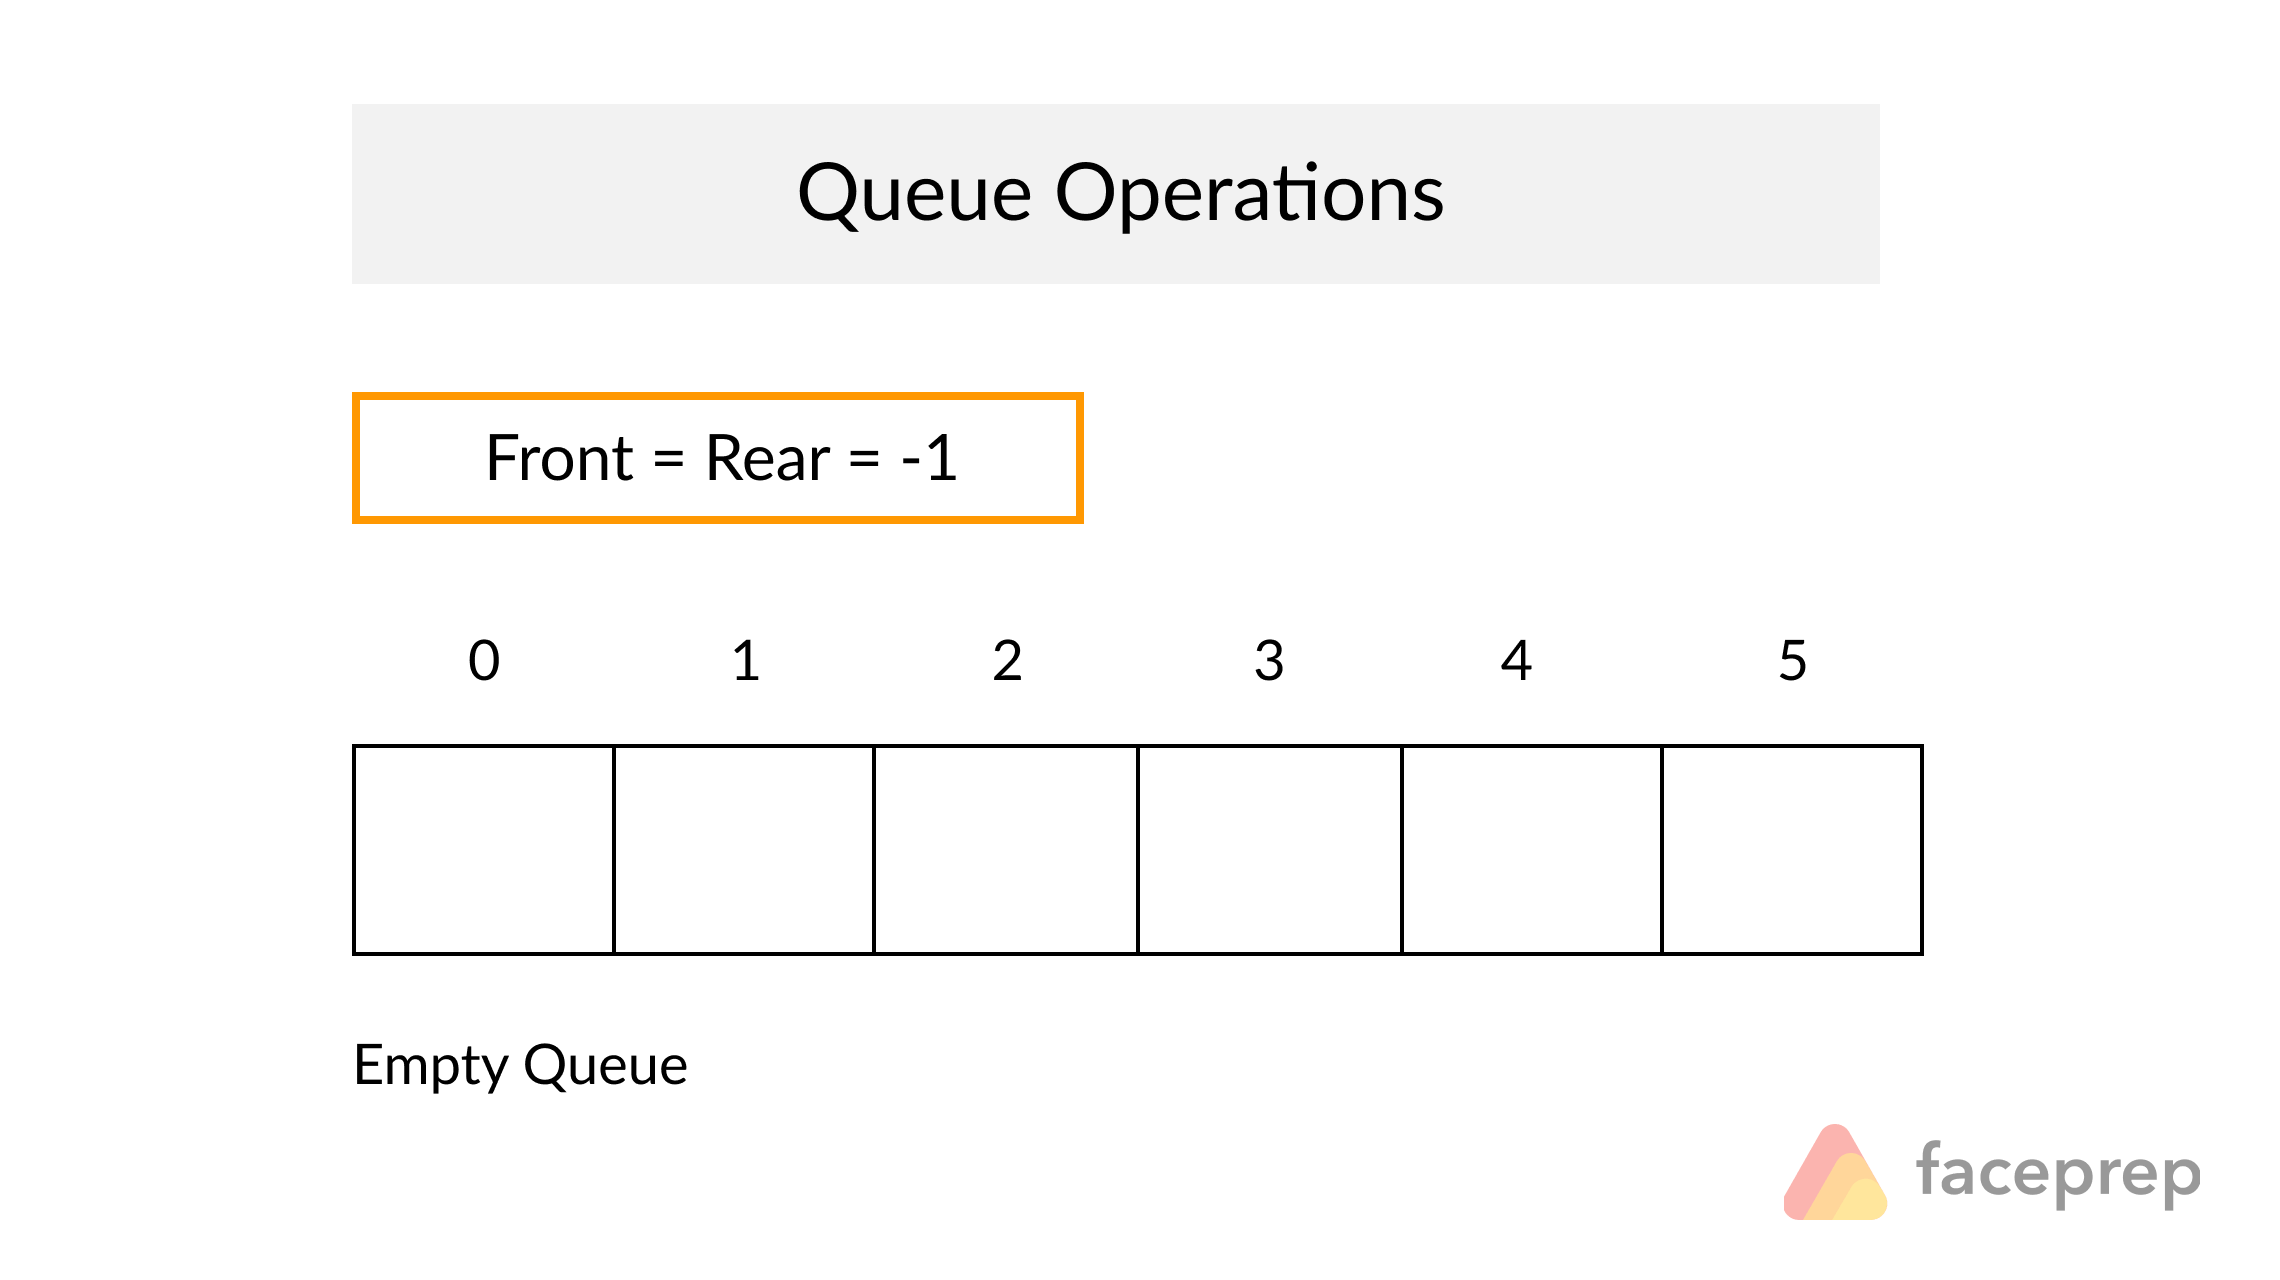 Queue Operations
Front = Rear = -1
0 1 2 3 4 5
Empty Queue
faceprep